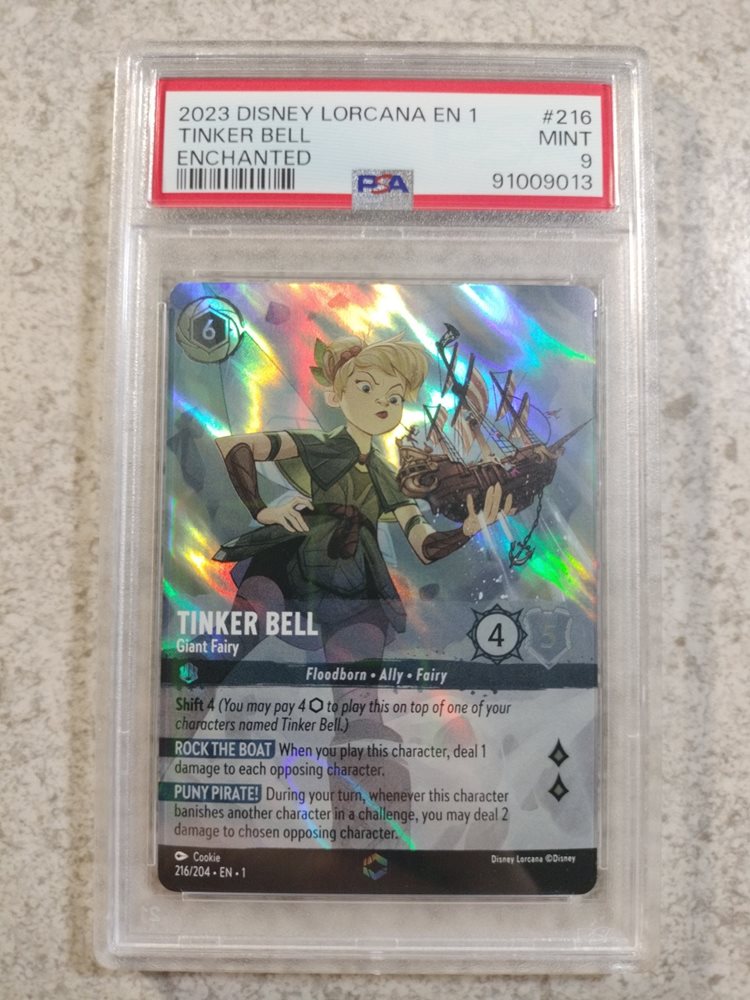 2023 DISNEY LORCANA EN 1 #216
TINKER BELL MINT
ENCHANTED 9
PSA 91009013
6
TINKER BELL
Giant Fairy
4 5
Floodborn • Ally • Fairy
Shift 4 (You may pay 4 to play this on top of one of your
characters named Tinker Bell.)
ROCK THE BOAT When you play this character, deal 1
damage to each opposing character.
PUNY PIRATE! During your turn, whenever this character
banishes another character in a challenge, you may deal 2
damage to chosen opposing character.
Cookie Disney Lorcana ©Disney
216/204 • EN • 1